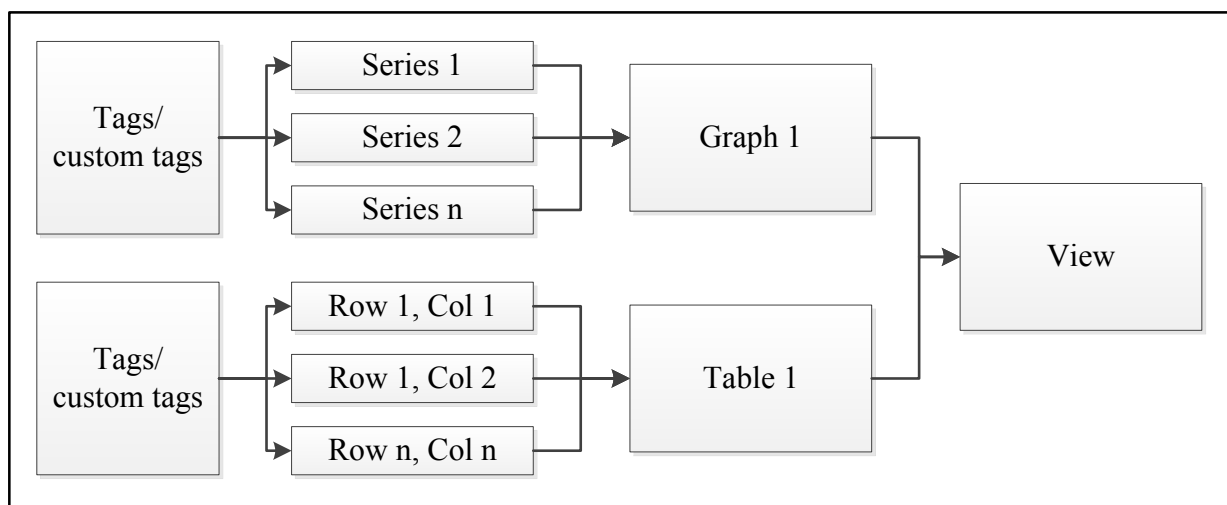 Tags/
custom tags
Series 1
Series 2
Series n
Graph 1
Tags/
custom tags
Row 1, Col 1
Row 1, Col 2
Row n, Col n
Table 1
View